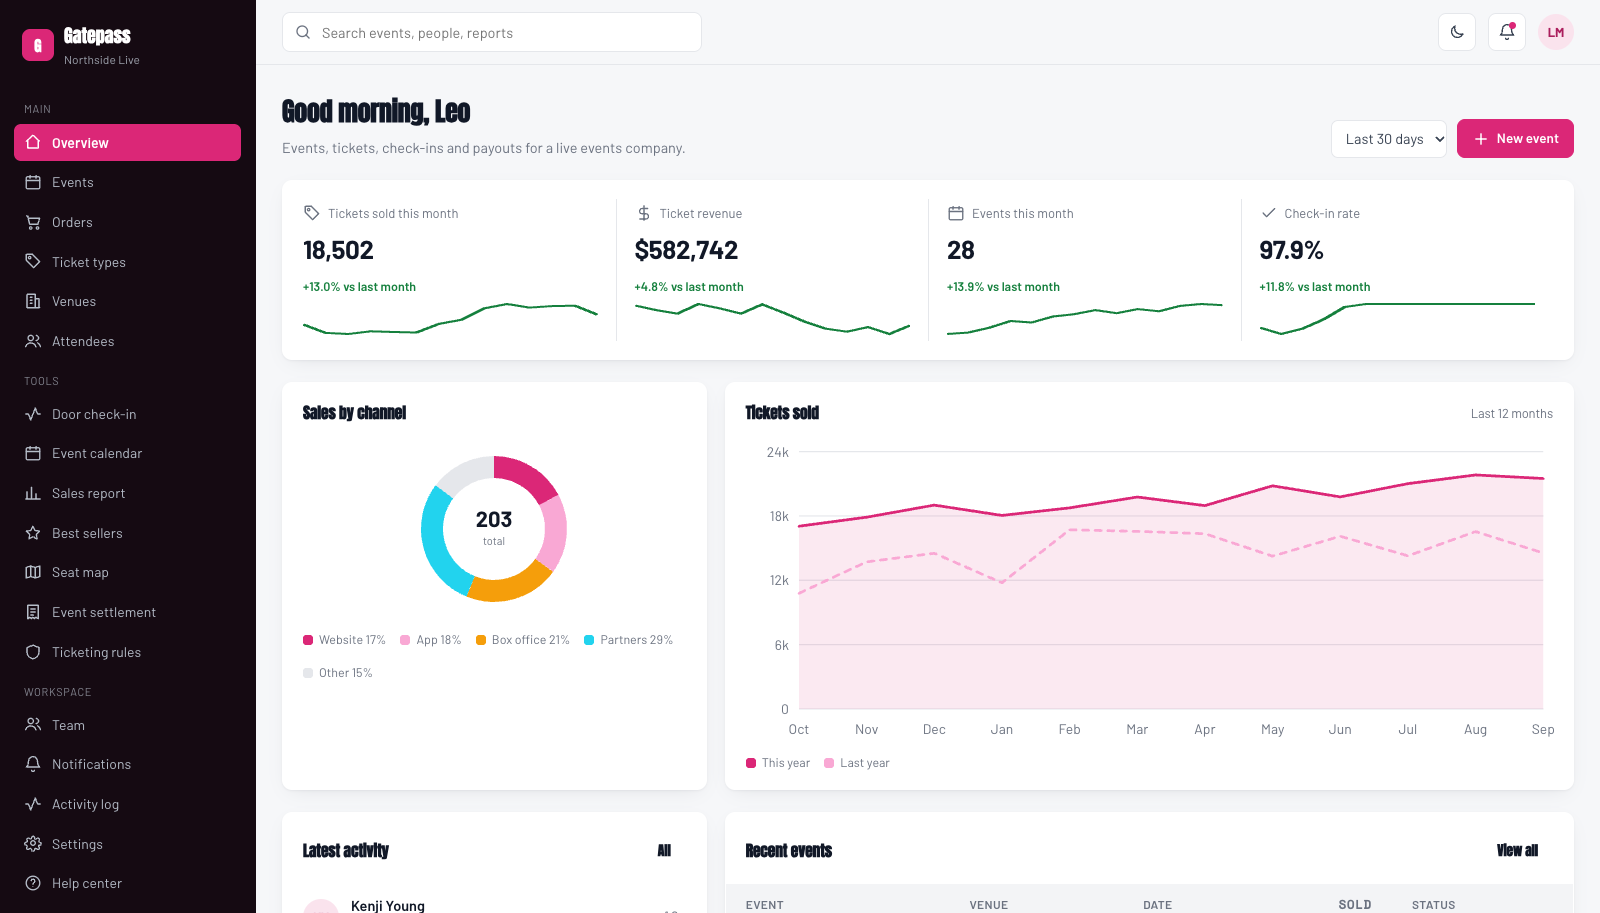 G
Gatepass
Northside Live
MAIN
Overview
Events
Orders
Ticket types
Venues
Attendees
TOOLS
Door check-in
Event calendar
Sales report
Best sellers
Seat map
Event settlement
Ticketing rules
WORKSPACE
Team
Notifications
Activity log
Settings
Help center
Search events, people, reports
LM
Good morning, Leo
Events, tickets, check-ins and payouts for a live events company.
Last 30 days
New event
Tickets sold this month
18,502
+13.0% vs last month
Ticket revenue
$582,742
+4.8% vs last month
Events this month
28
+13.9% vs last month
Check-in rate
97.9%
+11.8% vs last month
Sales by channel
203
total
Website 17% App 18% Box office 21% Partners 29%
Other 15%
Tickets sold
Last 12 months
24k
18k
12k
6k
0
Oct Nov Dec Jan Feb Mar Apr May Jun Jul Aug Sep
This year Last year
Latest activity
All
Kenji Young
Recent events
View all
EVENT VENUE DATE SOLD STATUS